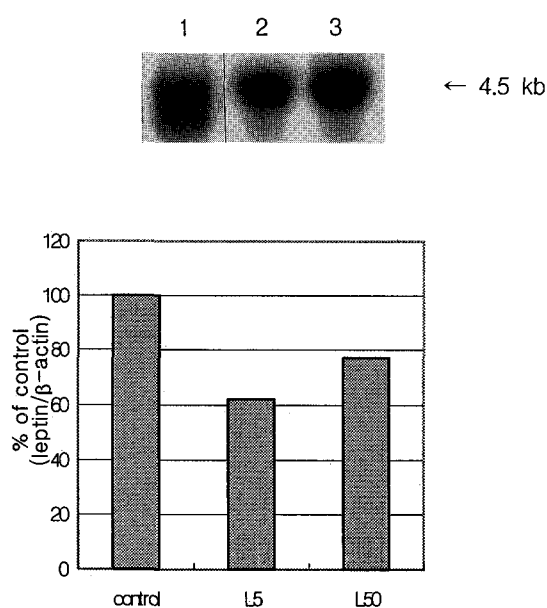 1 2 3
← 4.5 kb
120
100
80
60
40
20
0
% of control
(leptin/β-actin)
control L5 L50